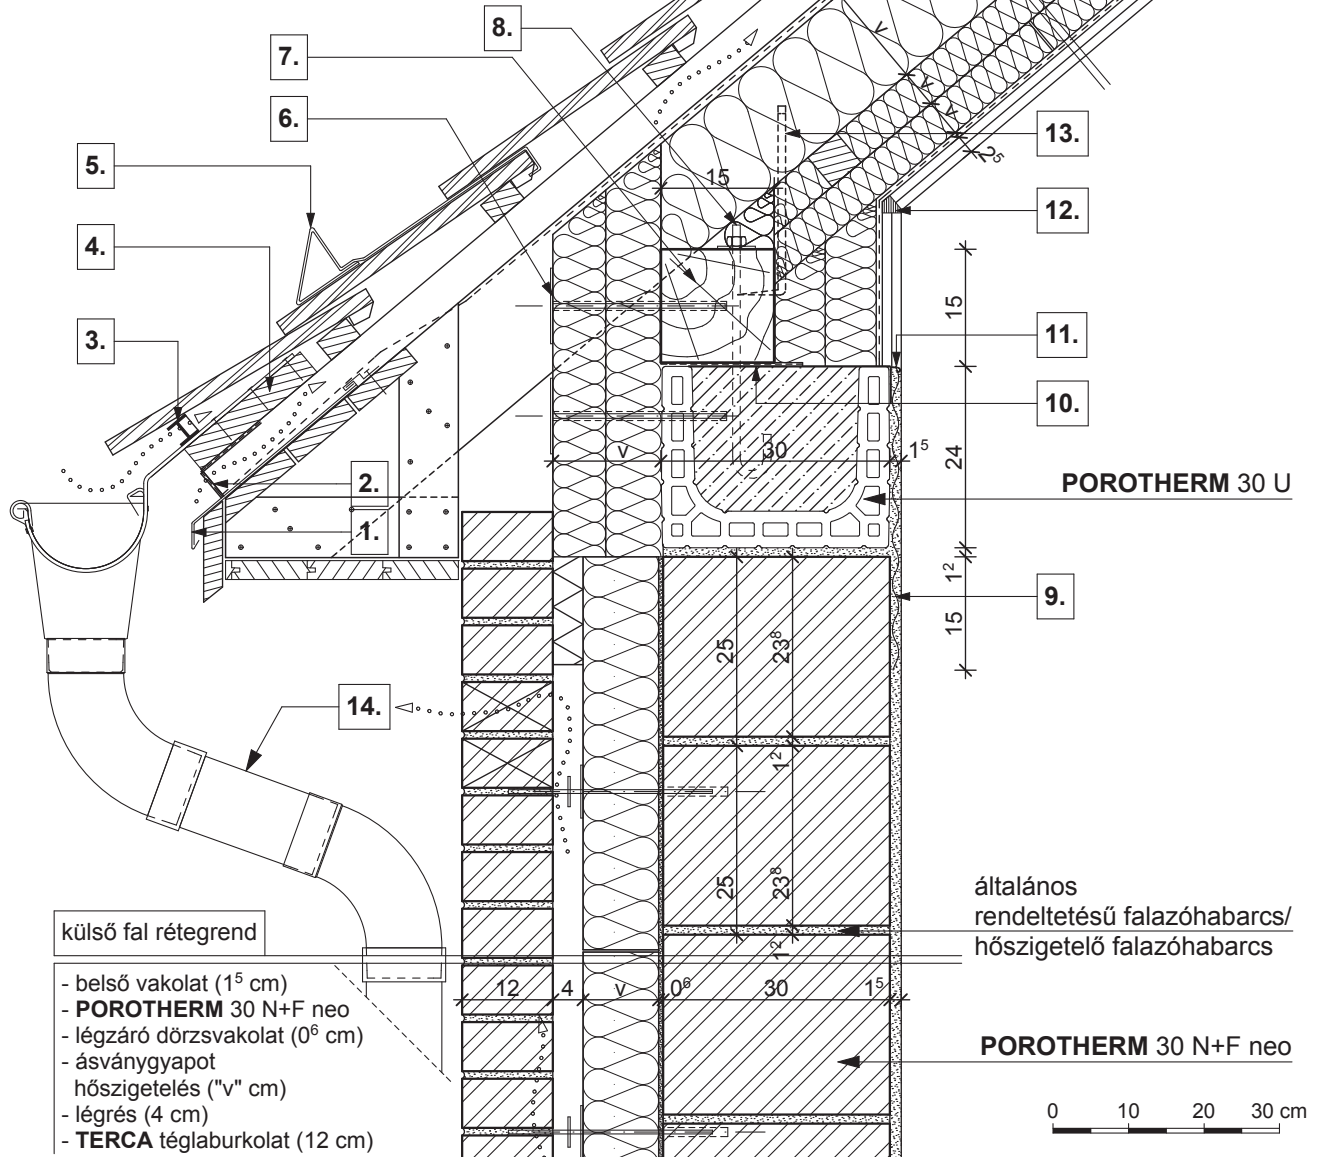 8.
7.
6.
5.
4.
3.
2.
1.
13.
12.
11.
10.
9.
14.
v
v
v
2⁵
15
15
v
30
1⁵
24
POROTHERM 30 U
1²
15
25
23⁸
1²
25
23⁸
1²
általános
rendeltetésű falazóhabarcs/
hőszigetelő falazóhabarcs
külső fal rétegrend
- belső vakolat (1⁵ cm)
- POROTHERM 30 N+F neo
- légzáró dörzsvakolat (0⁶ cm)
- ásványgyapot
hőszigetelés ("v" cm)
- légrés (4 cm)
- TERCA téglaburkolat (12 cm)
12
4
v
0⁶
30
1⁵
POROTHERM 30 N+F neo
0 10 20 30 cm